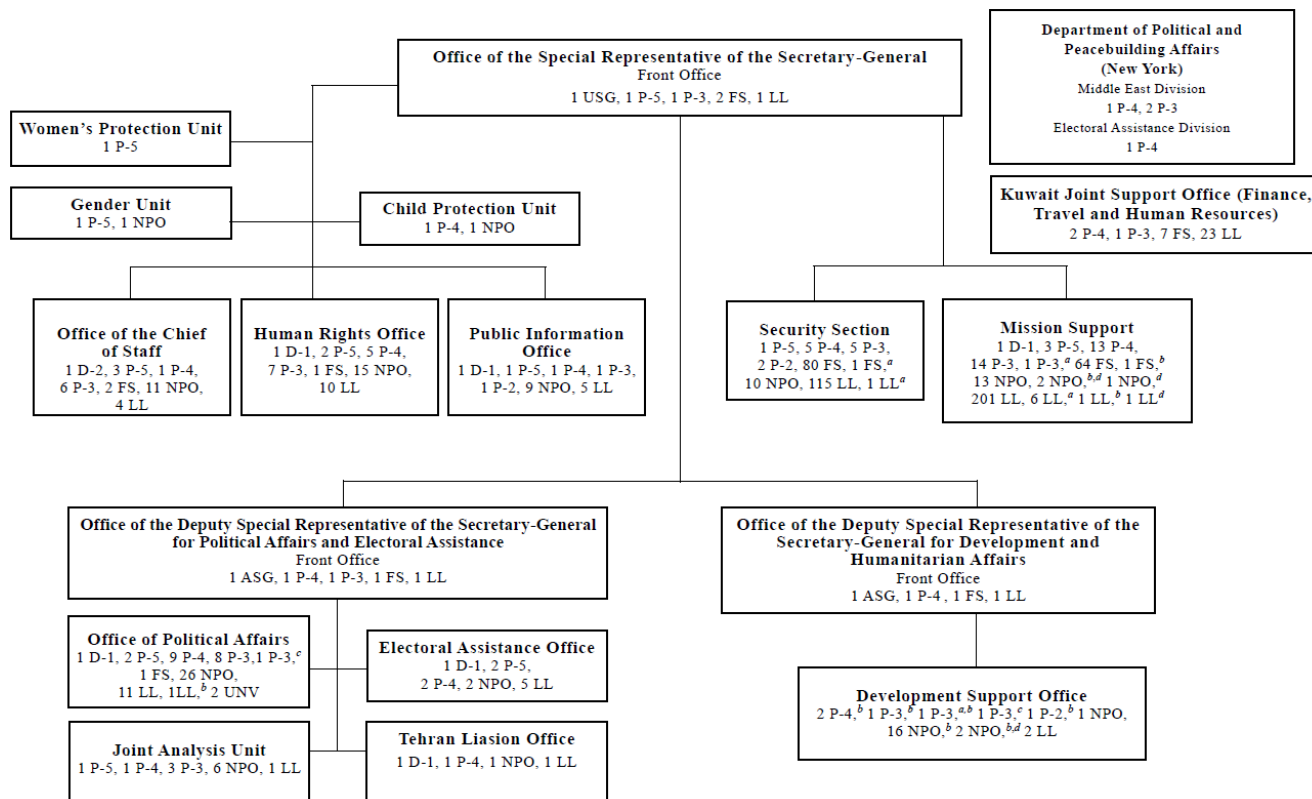 Office of the Special Representative of the Secretary-General
Front Office
1 USG, 1 P-5, 1 P-3, 2 FS, 1 LL
Department of Political and
Peacebuilding Affairs
(New York)
Middle East Division
1 P-4, 2 P-3
Electoral Assistance Division
1 P-4
Women’s Protection Unit
1 P-5
Gender Unit
1 P-5, 1 NPO
Child Protection Unit
1 P-4, 1 NPO
Kuwait Joint Support Office (Finance,
Travel and Human Resources)
2 P-4, 1 P-3, 7 FS, 23 LL
Office of the Chief
of Staff
1 D-2, 3 P-5, 1 P-4,
6 P-3, 2 FS, 11 NPO,
4 LL
Human Rights Office
1 D-1, 2 P-5, 5 P-4,
7 P-3, 1 FS, 15 NPO,
10 LL
Public Information
Office
1 D-1, 1 P-5, 1 P-4, 1 P-3,
1 P-2, 9 NPO, 5 LL
Security Section
1 P-5, 5 P-4, 5 P-3,
2 P-2, 80 FS, 1 FS,a
10 NPO, 115 LL, 1 LLa
Mission Support
1 D-1, 3 P-5, 13 P-4,
14 P-3, 1 P-3,a 64 FS, 1 FS,b
13 NPO, 2 NPO,b,d 1 NPO,d
201 LL, 6 LL,a 1 LL,b 1 LLd
Office of the Deputy Special Representative of the Secretary-General
for Political Affairs and Electoral Assistance
Front Office
1 ASG, 1 P-4, 1 P-3, 1 FS, 1 LL
Office of the Deputy Special Representative of the
Secretary-General for Development and
Humanitarian Affairs
Front Office
1 ASG, 1 P-4 , 1 FS, 1 LL
Office of Political Affairs
1 D-1, 2 P-5, 9 P-4, 8 P-3,1 P-3,c
1 FS, 26 NPO,
11 LL, 1LL,b 2 UNV
Electoral Assistance Office
1 D-1, 2 P-5,
2 P-4, 2 NPO, 5 LL
Joint Analysis Unit
1 P-5, 1 P-4, 3 P-3, 6 NPO, 1 LL
Tehran Liasion Office
1 D-1, 1 P-4, 1 NPO, 1 LL
Development Support Office
2 P-4,b 1 P-3,b 1 P-3,a,b 1 P-3,c 1 P-2,b 1 NPO,
16 NPO,b 2 NPO,b,d 2 LL